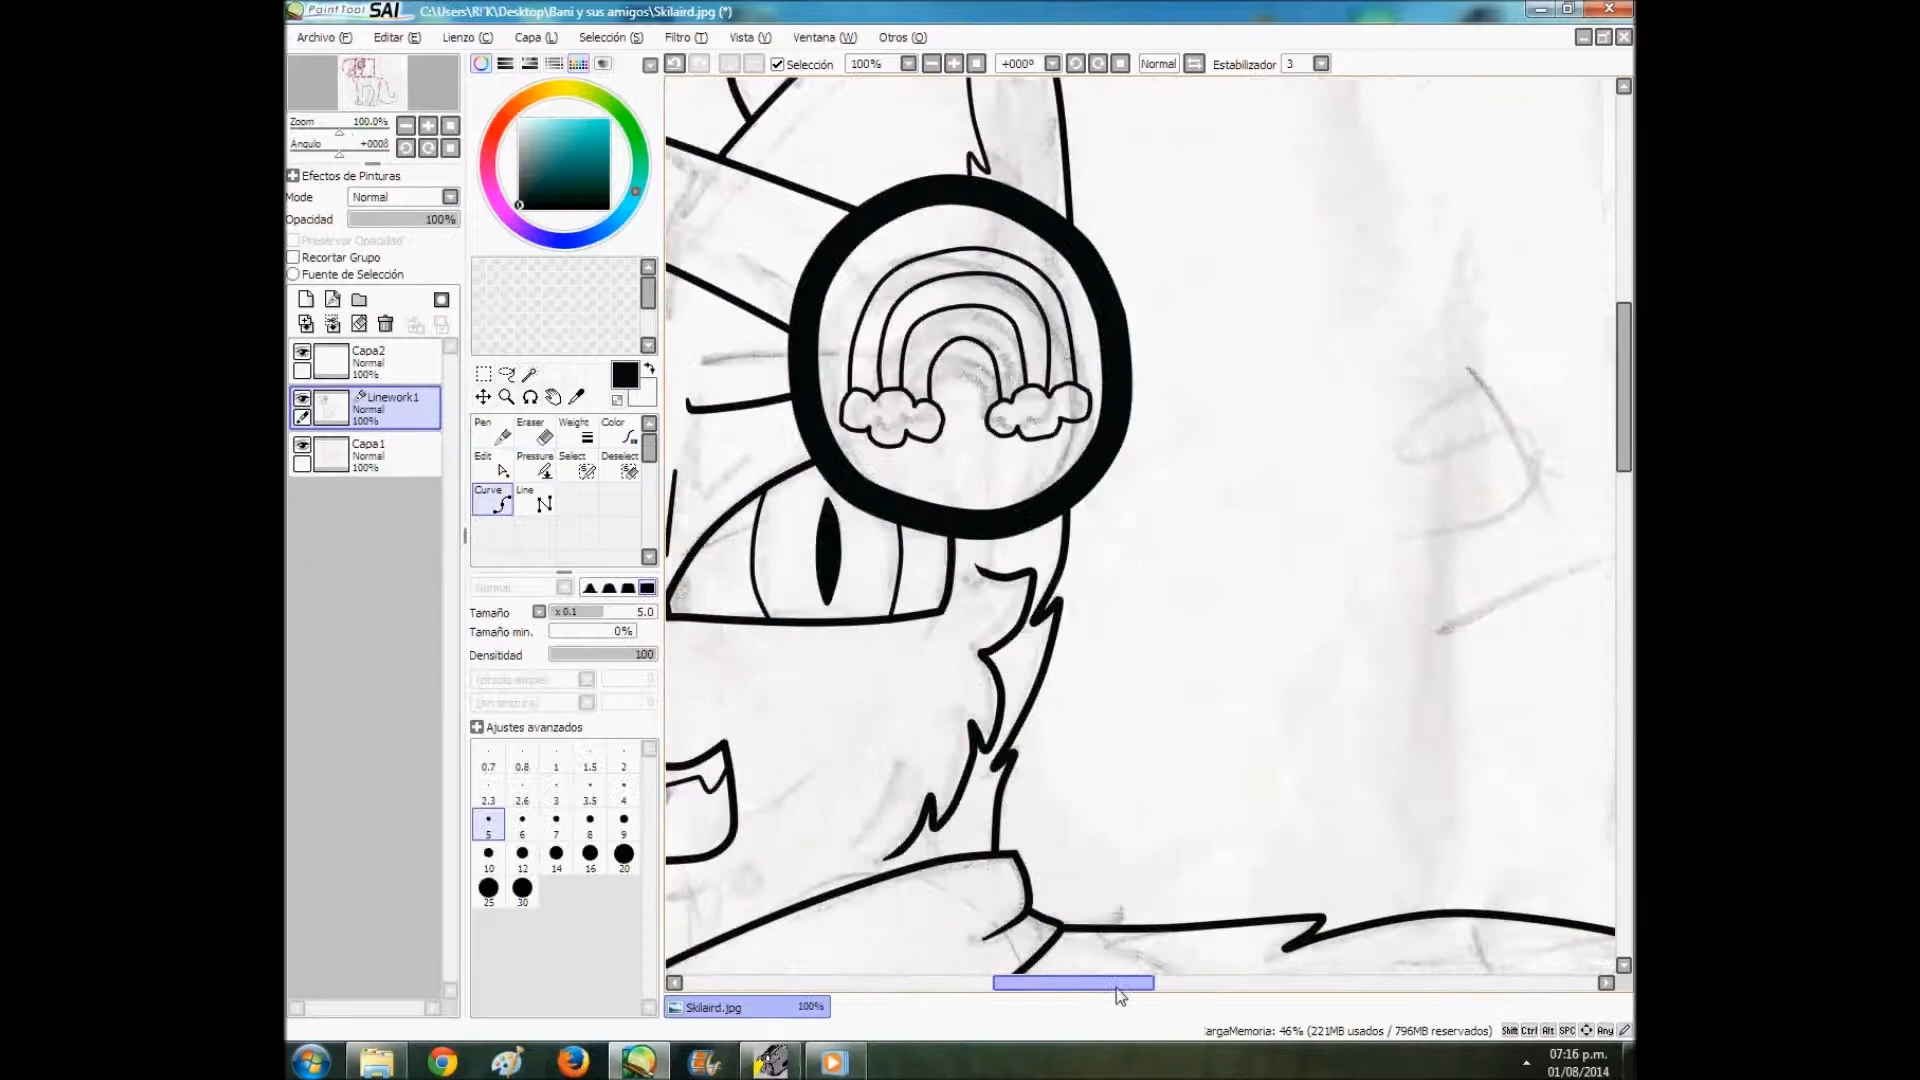 PaintTool SAI C:\Users\R!'K\Desktop\Bani y sus amigos\Skilaird.jpg (*)
Archivo (F) Editar (E) Lienzo (C) Capa (L) Selección (S) Filtro (T) Vista (V) Ventana (W) Otros (O)
Selección 100% +000º Normal Estabilizador 3
Zoom 100.0%
Angulo +0008
Efectos de Pinturas
Mode Normal
Opacidad 100%
Preservar Opacidad
Recortar Grupo
Fuente de Selección
Capa2
Normal
100%
Linework1
Normal
100%
Capa1
Normal
100%
Pen Eraser Weight Color
Edit Pressure Select Deselect
Curve Line
Normal
Tamaño x 0.1 5.0
Tamaño min. 0%
Densitidad 100
Ajustes avanzados
0.7 0.8 1 1.5 2
2.3 2.6 3 3.5 4
5 6 7 8 9
10 12 14 16 20
25 30
Skilaird.jpg 100%
argaMemoria: 46% (221MB usados / 796MB reservados) Shift Ctrl Alt SPC Any
07:16 p.m.
01/08/2014